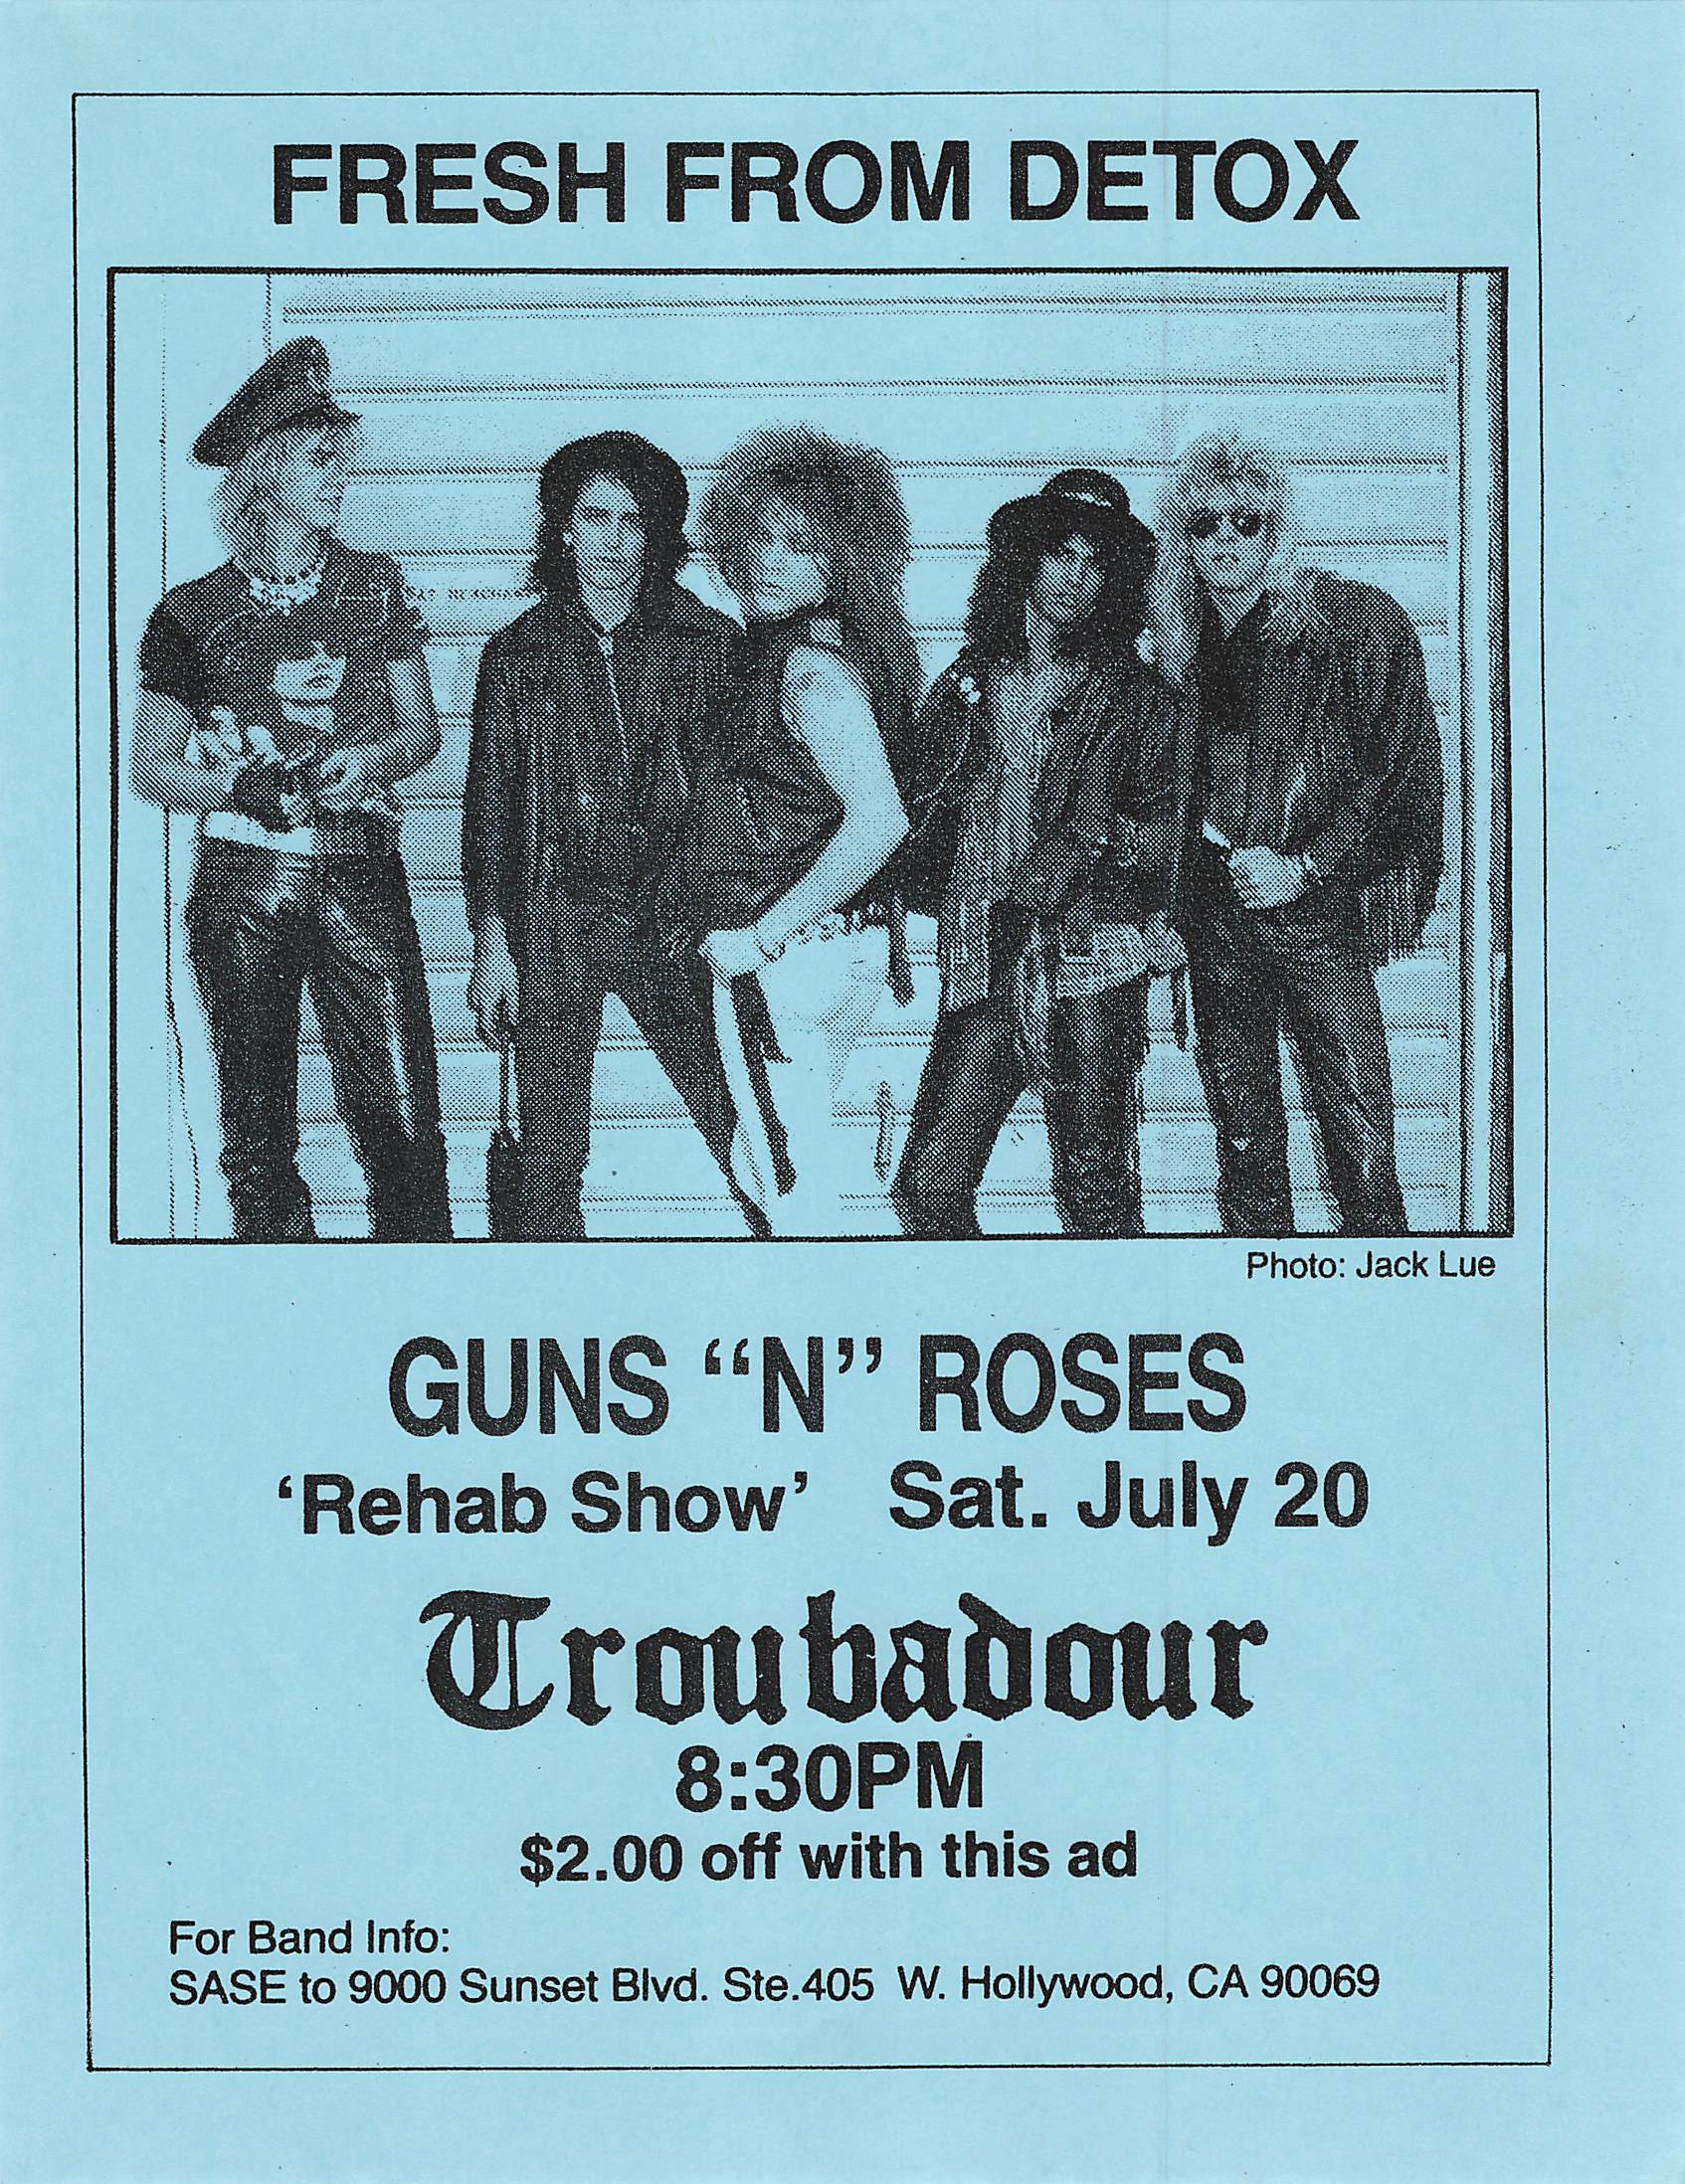 FRESH FROM DETOX
Photo: Jack Lue
GUNS “N” ROSES
‘Rehab Show’ Sat. July 20
Troubadour
8:30PM
$2.00 off with this ad
For Band Info:
SASE to 9000 Sunset Blvd. Ste.405 W. Hollywood, CA 90069